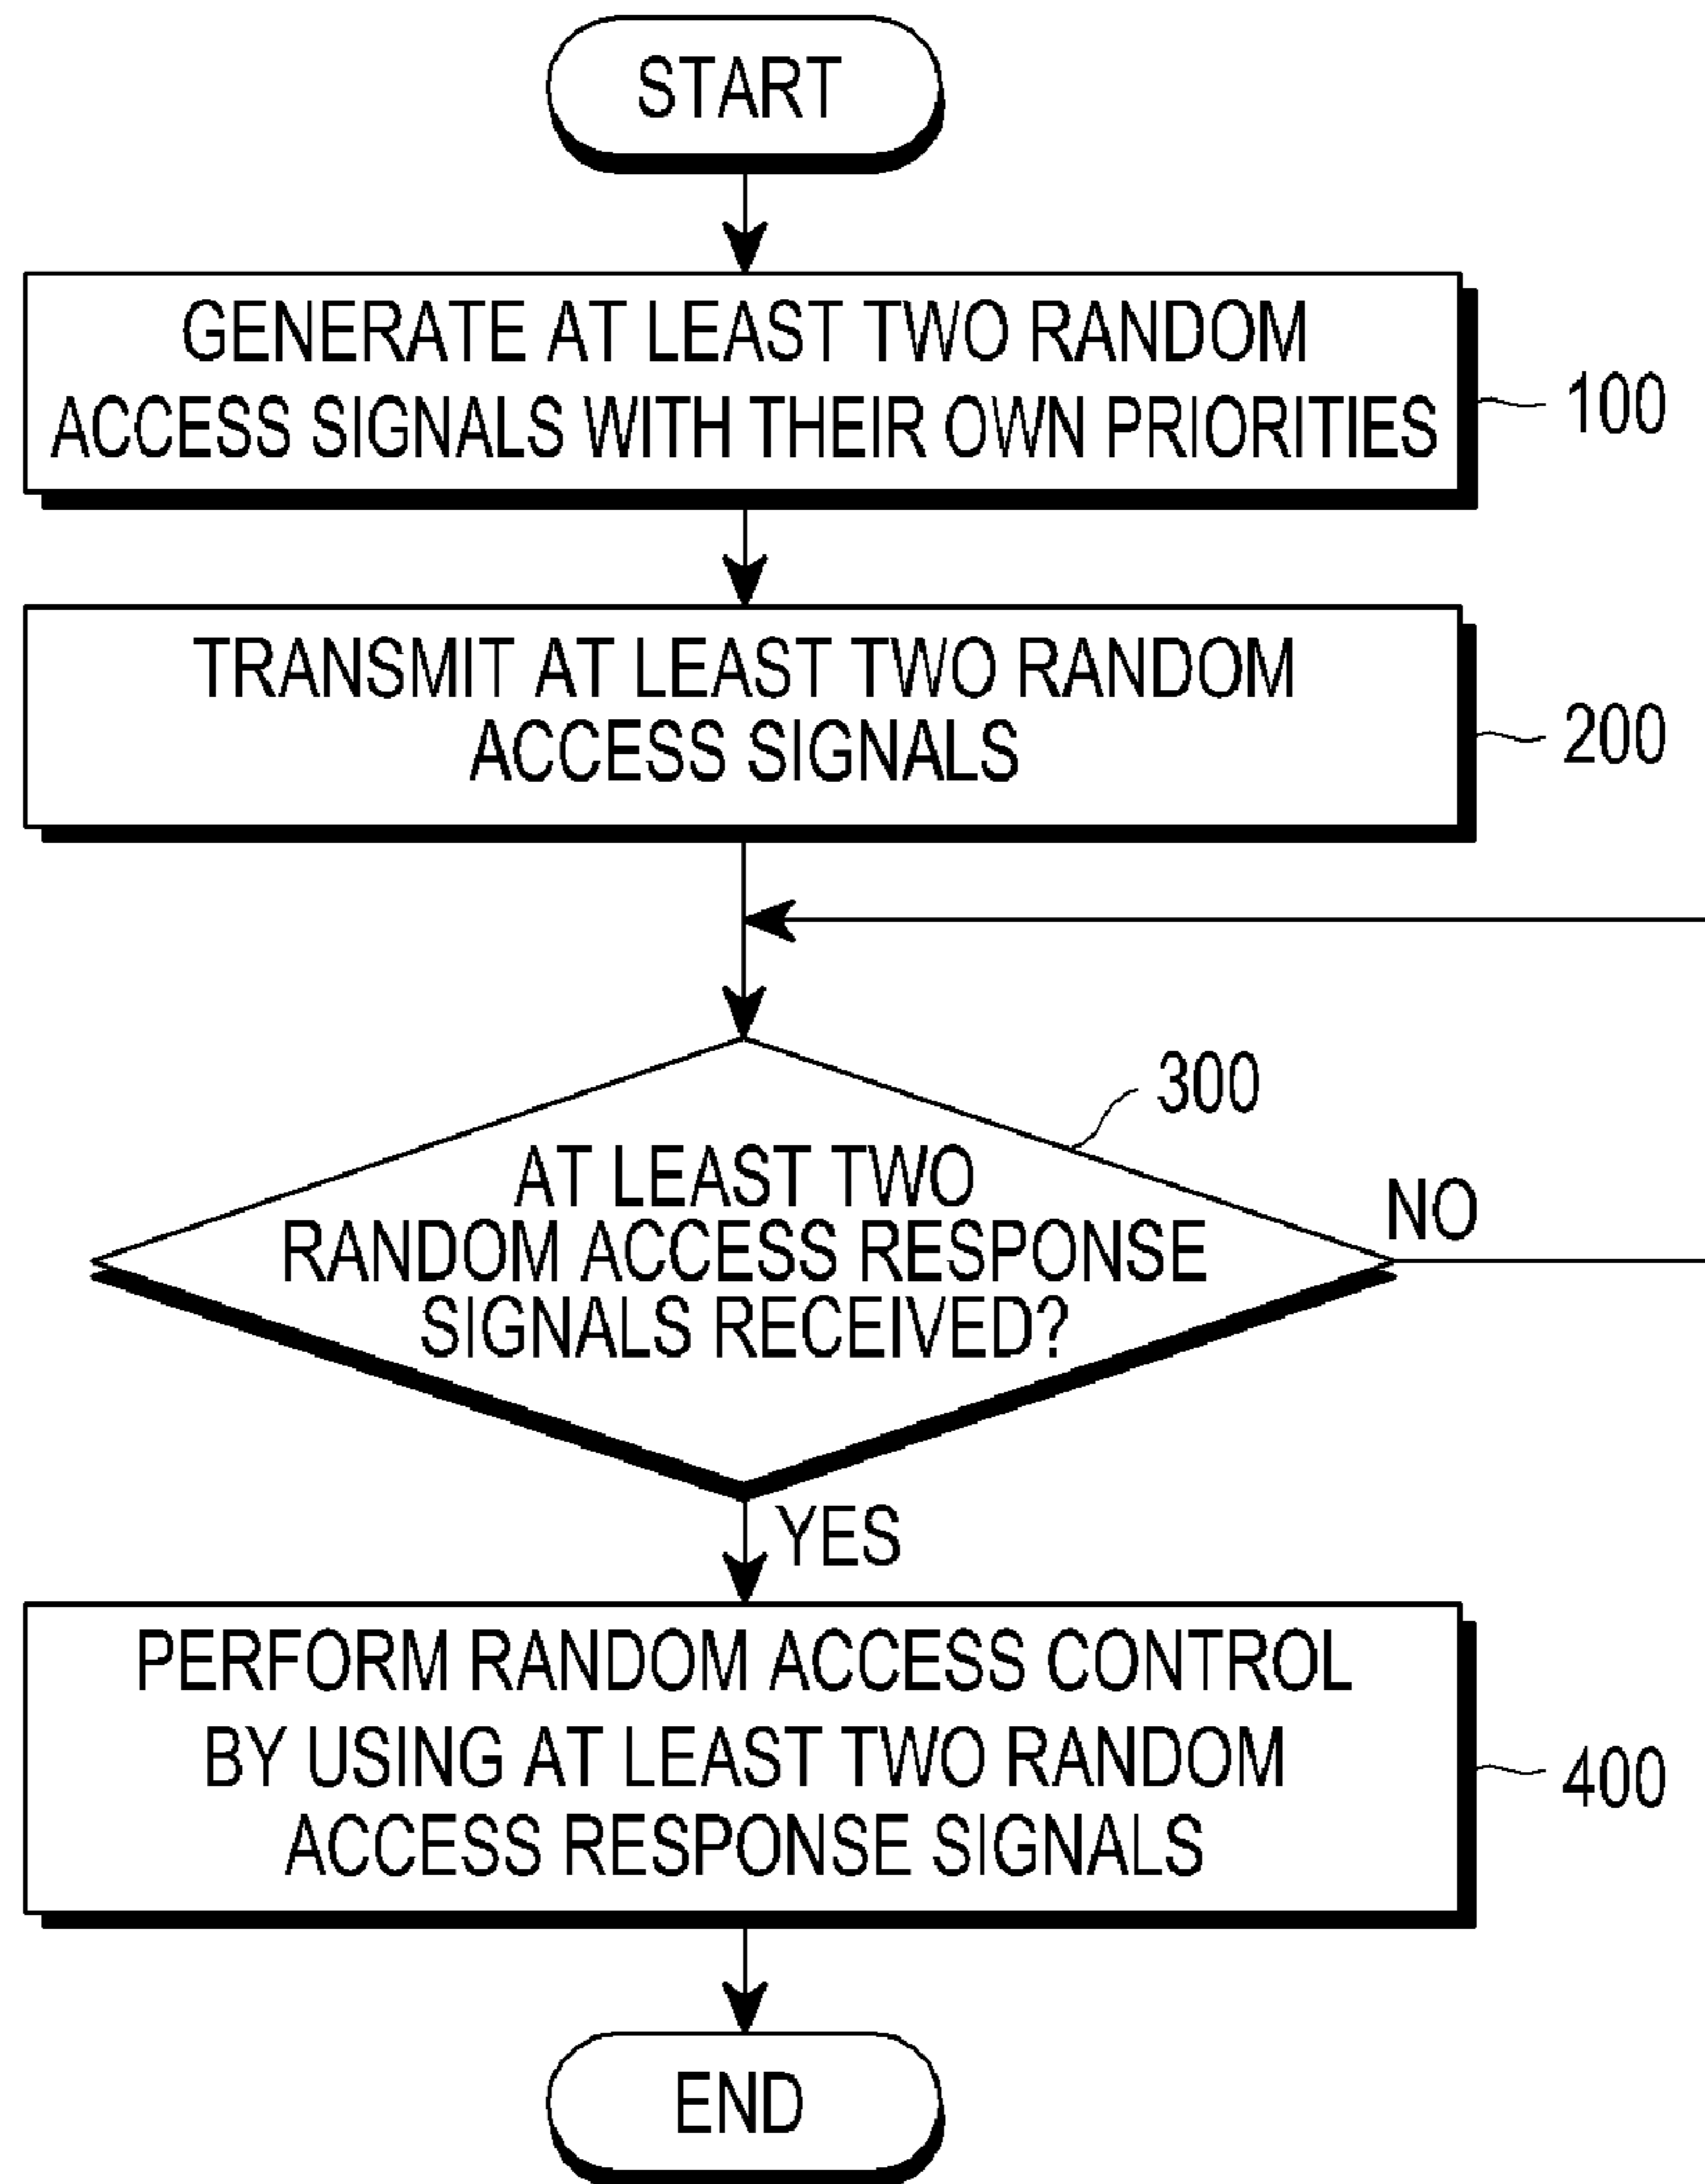 START
GENERATE AT LEAST TWO RANDOM
ACCESS SIGNALS WITH THEIR OWN PRIORITIES
100
TRANSMIT AT LEAST TWO RANDOM
ACCESS SIGNALS
200
300
AT LEAST TWO
RANDOM ACCESS RESPONSE
SIGNALS RECEIVED?
NO
YES
PERFORM RANDOM ACCESS CONTROL
BY USING AT LEAST TWO RANDOM
ACCESS RESPONSE SIGNALS
400
END